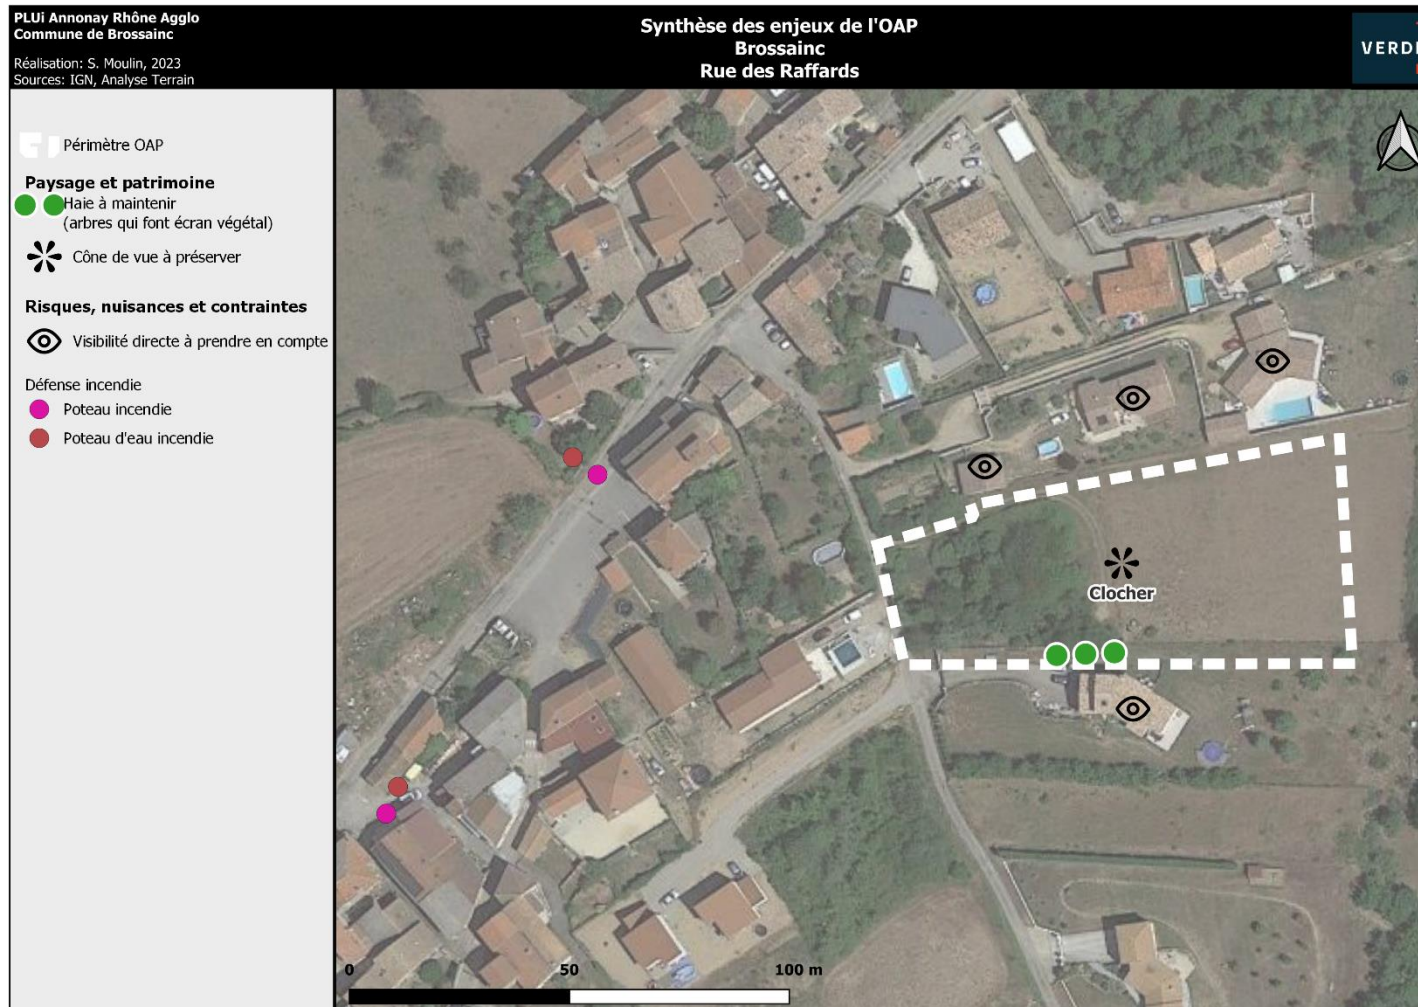 PLUi Annonay Rhône Agglo
Commune de Brossainc
Réalisation: S. Moulin, 2023
Sources: IGN, Analyse Terrain
Synthèse des enjeux de l'OAP
Brossainc
Rue des Raffards
Périmètre OAP
Paysage et patrimoine
Haie à maintenir
(arbres qui font écran végétal)
Cône de vue à préserver
Risques, nuisances et contraintes
Visibilité directe à prendre en compte
Défense incendie
Poteau incendie
Poteau d'eau incendie
Clocher
0 50 100 m